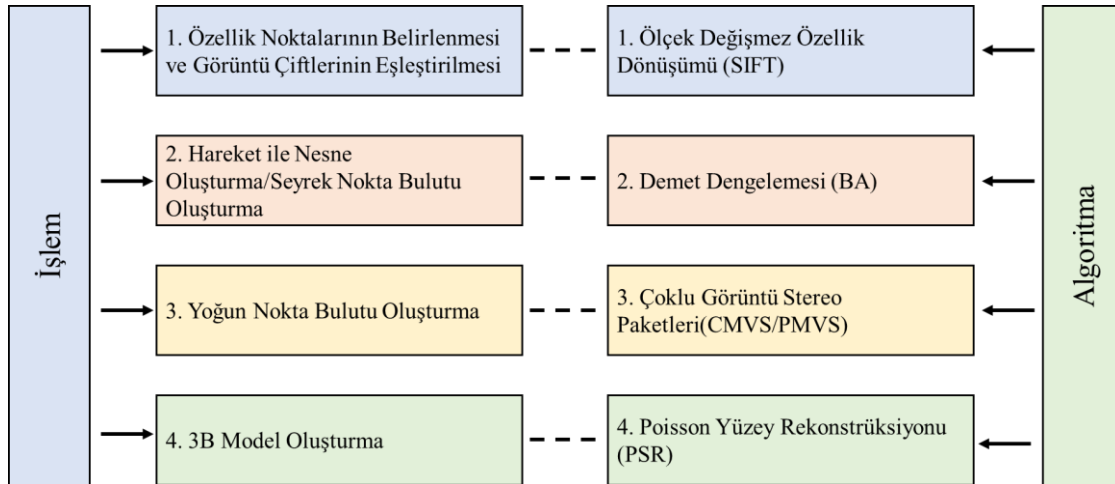 İşlem
1. Özellik Noktalarının Belirlenmesi
ve Görüntü Çiftlerinin Eşleştirilmesi
1. Ölçek Değişmez Özellik
Dönüşümü (SIFT)
2. Hareket ile Nesne
Oluşturma/Seyrek Nokta Bulutu
Oluşturma
2. Demet Dengelemesi (BA)
3. Yoğun Nokta Bulutu Oluşturma
3. Çoklu Görüntü Stereo
Paketleri(CMVS/PMVS)
4. 3B Model Oluşturma
4. Poisson Yüzey Rekonstrüksiyonu
(PSR)
Algoritma